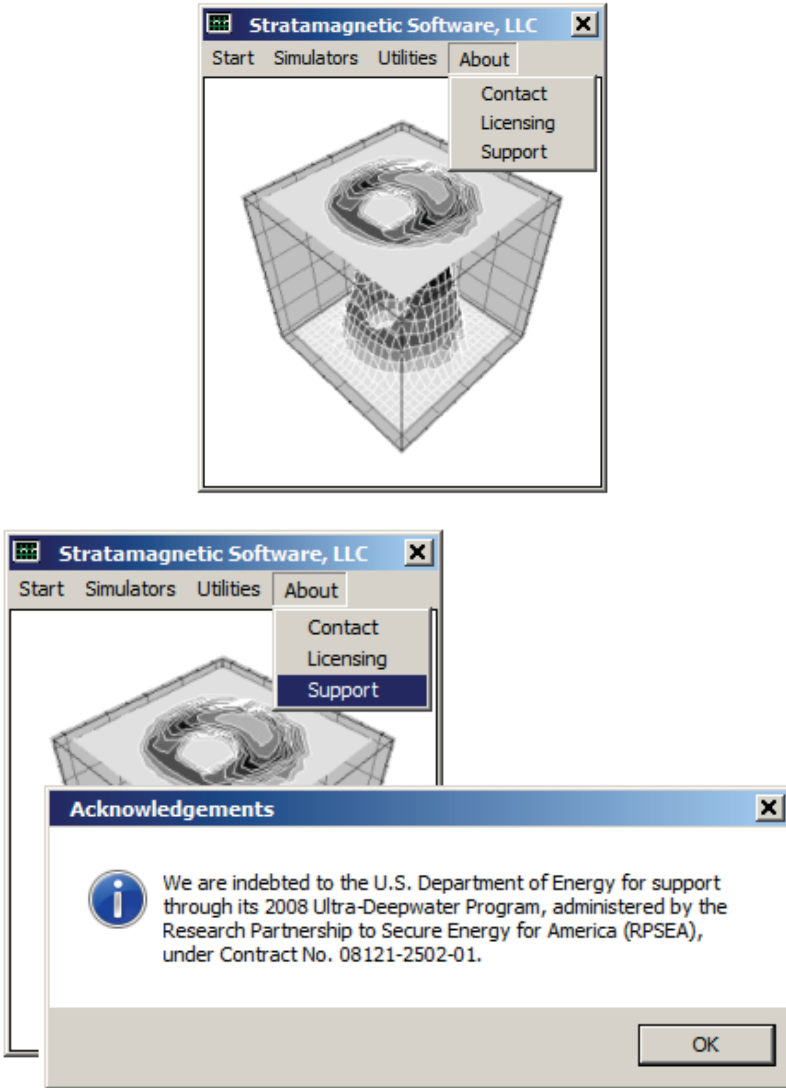 Stratamagnetic Software, LLC
Start Simulators Utilities About
Contact
Licensing
Support
Stratamagnetic Software, LLC
Start Simulators Utilities About
Contact
Licensing
Support
Acknowledgements
We are indebted to the U.S. Department of Energy for support
through its 2008 Ultra-Deepwater Program, administered by the
Research Partnership to Secure Energy for America (RPSEA),
under Contract No. 08121-2502-01.
OK